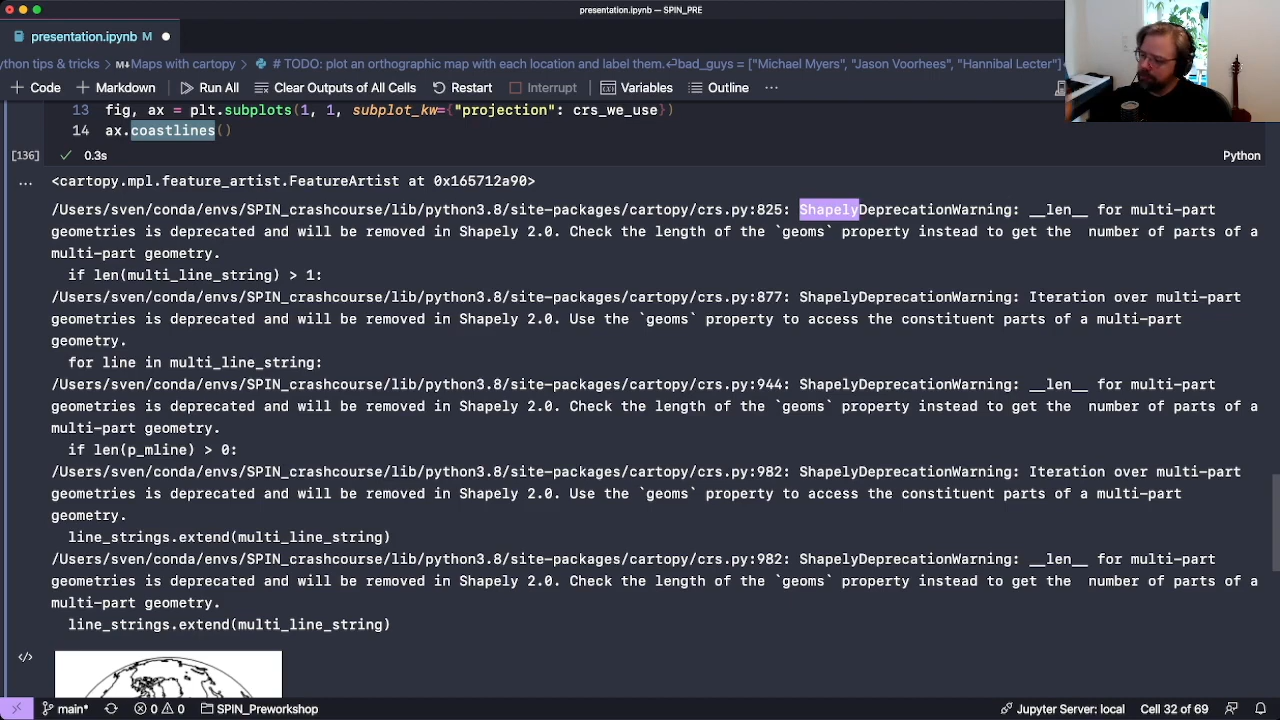 presentation.ipynb — SPIN_PRE
presentation.ipynb M
ython tips & tricks > Maps with cartopy > # TODO: plot an orthographic map with each location and label them.↵bad_guys = ["Michael Myers", "Jason Voorhees", "Hannibal Lecter"]
+ Code + Markdown Run All Clear Outputs of All Cells Restart Interrupt Variables Outline ...
13 fig, ax = plt.subplots(1, 1, subplot_kw={"projection": crs_we_use})
14 ax.coastlines()
[136] ✓ 0.3s Python
... <cartopy.mpl.feature_artist.FeatureArtist at 0x165712a90>
/Users/sven/conda/envs/SPIN_crashcourse/lib/python3.8/site-packages/cartopy/crs.py:825: ShapelyDeprecationWarning: __len__ for multi-part
geometries is deprecated and will be removed in Shapely 2.0. Check the length of the `geoms` property instead to get the  number of parts of a
multi-part geometry.
if len(multi_line_string) > 1:
/Users/sven/conda/envs/SPIN_crashcourse/lib/python3.8/site-packages/cartopy/crs.py:877: ShapelyDeprecationWarning: Iteration over multi-part
geometries is deprecated and will be removed in Shapely 2.0. Use the `geoms` property to access the constituent parts of a multi-part
geometry.
for line in multi_line_string:
/Users/sven/conda/envs/SPIN_crashcourse/lib/python3.8/site-packages/cartopy/crs.py:944: ShapelyDeprecationWarning: __len__ for multi-part
geometries is deprecated and will be removed in Shapely 2.0. Check the length of the `geoms` property instead to get the  number of parts of a
multi-part geometry.
if len(p_mline) > 0:
/Users/sven/conda/envs/SPIN_crashcourse/lib/python3.8/site-packages/cartopy/crs.py:982: ShapelyDeprecationWarning: Iteration over multi-part
geometries is deprecated and will be removed in Shapely 2.0. Use the `geoms` property to access the constituent parts of a multi-part
geometry.
line_strings.extend(multi_line_string)
/Users/sven/conda/envs/SPIN_crashcourse/lib/python3.8/site-packages/cartopy/crs.py:982: ShapelyDeprecationWarning: __len__ for multi-part
geometries is deprecated and will be removed in Shapely 2.0. Check the length of the `geoms` property instead to get the  number of parts of a
multi-part geometry.
line_strings.extend(multi_line_string)
</>
main* 0 0 SPIN_Preworkshop Jupyter Server: local Cell 32 of 69